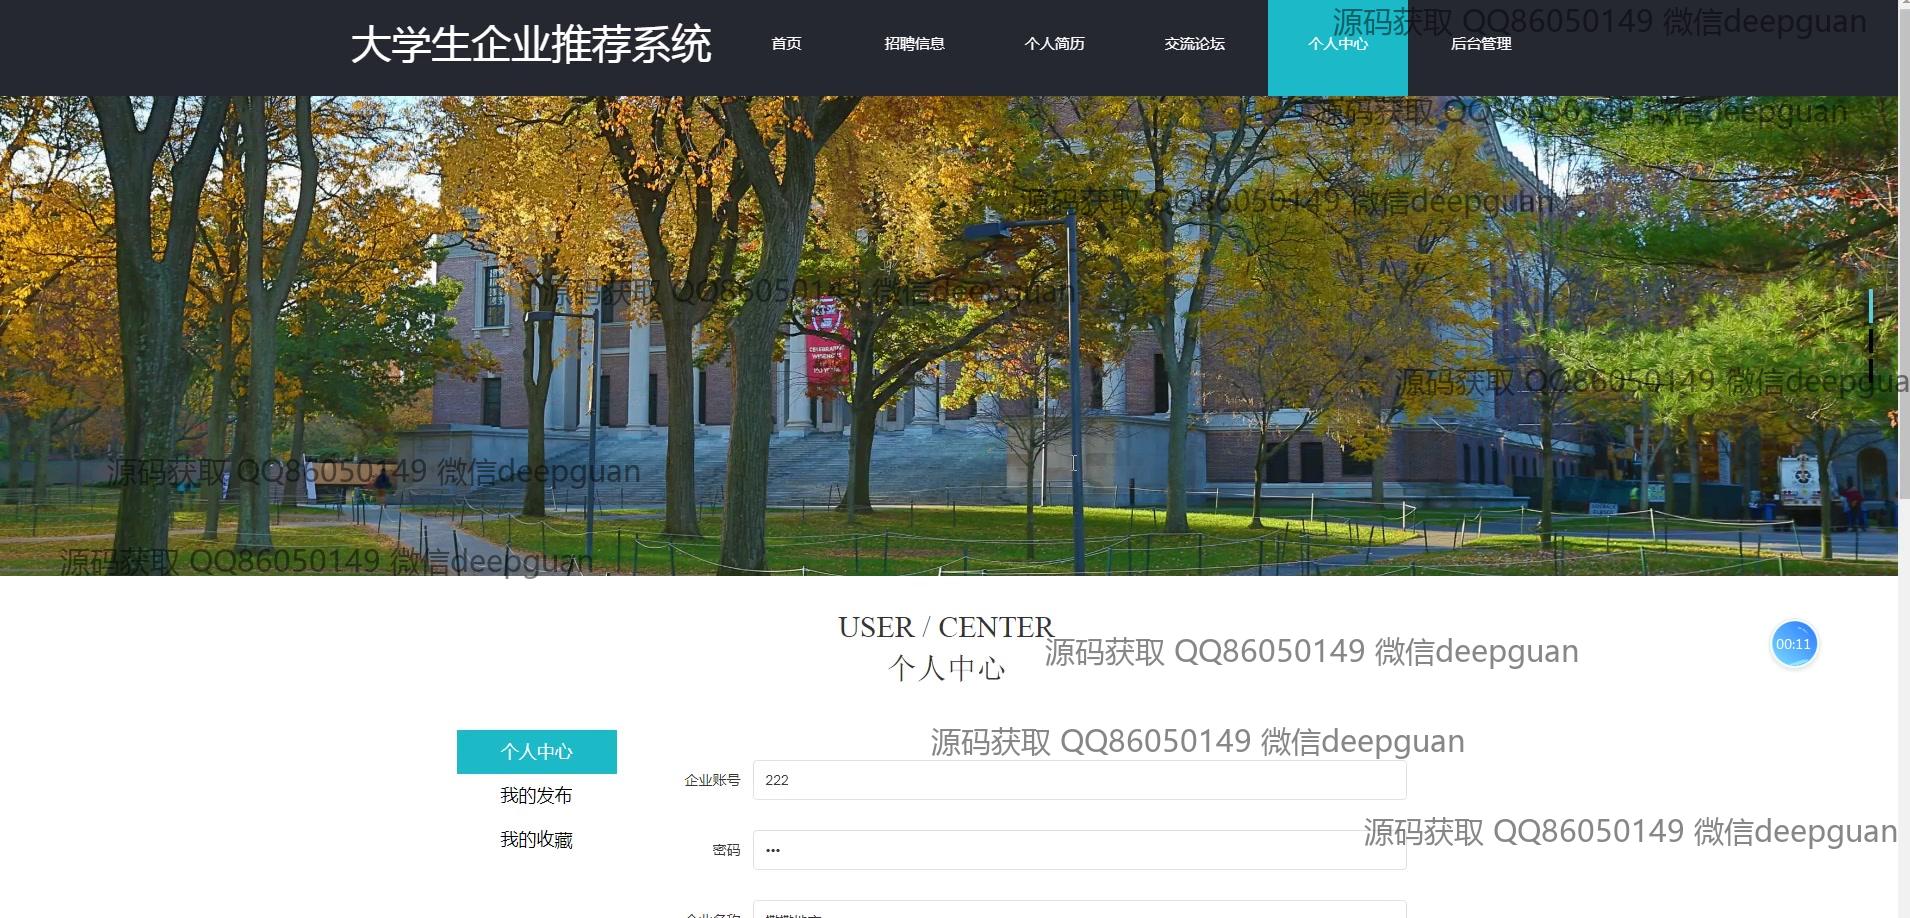 大学生企业推荐系统 首页 招聘信息 个人简历 交流论坛 个人中心 后台管理
源码获取 QQ86050149 微信deepguan
源码获取 QQ86050149 微信deepguan
源码获取 QQ86050149 微信deepguan
源码获取 QQ86050149 微信deepguan
CELEBRATING
源码获取 QQ86050149 微信deepgua
源码获取 QQ86050149 微信deepguan
源码获取 QQ86050149 微信deepguan
USER / CENTER
个人中心
源码获取 QQ86050149 微信deepguan
00:11
个人中心
源码获取 QQ86050149 微信deepguan
企业账号 222
我的发布
源码获取 QQ86050149 微信deepguan
我的收藏
密码 •••